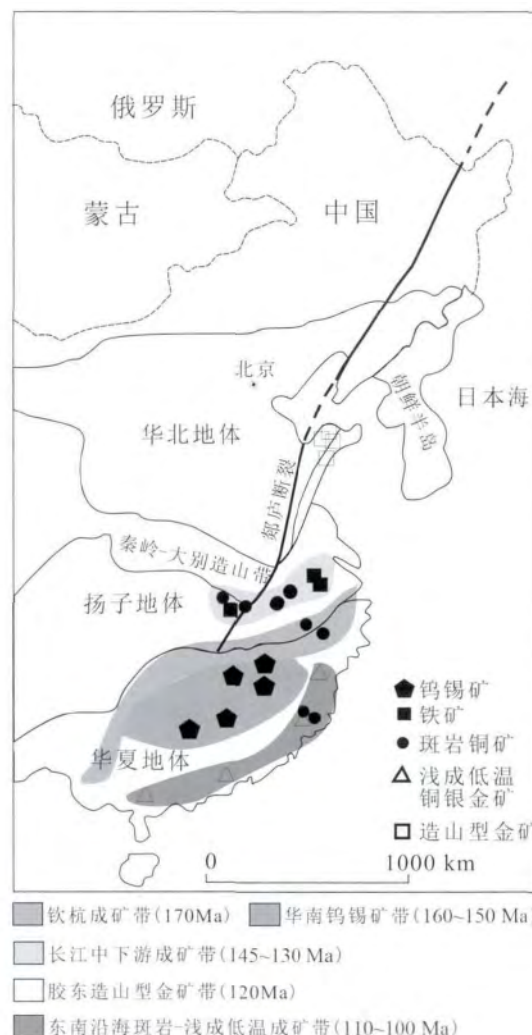 俄罗斯
蒙古
中国
北京
朝鲜半岛
日本海
华北地体
郯庐断裂
秦岭-大别造山带
扬子地体
华夏地体
钨锡矿
铁矿
斑岩铜矿
浅成低温
铜银金矿
造山型金矿
0 1000 km
钦杭成矿带(170Ma) 华南钨锡矿带(160~150 Ma)
长江中下游成矿带(145~130 Ma)
胶东造山型金矿带(120Ma)
东南沿海斑岩-浅成低温成矿带(110~100 Ma)